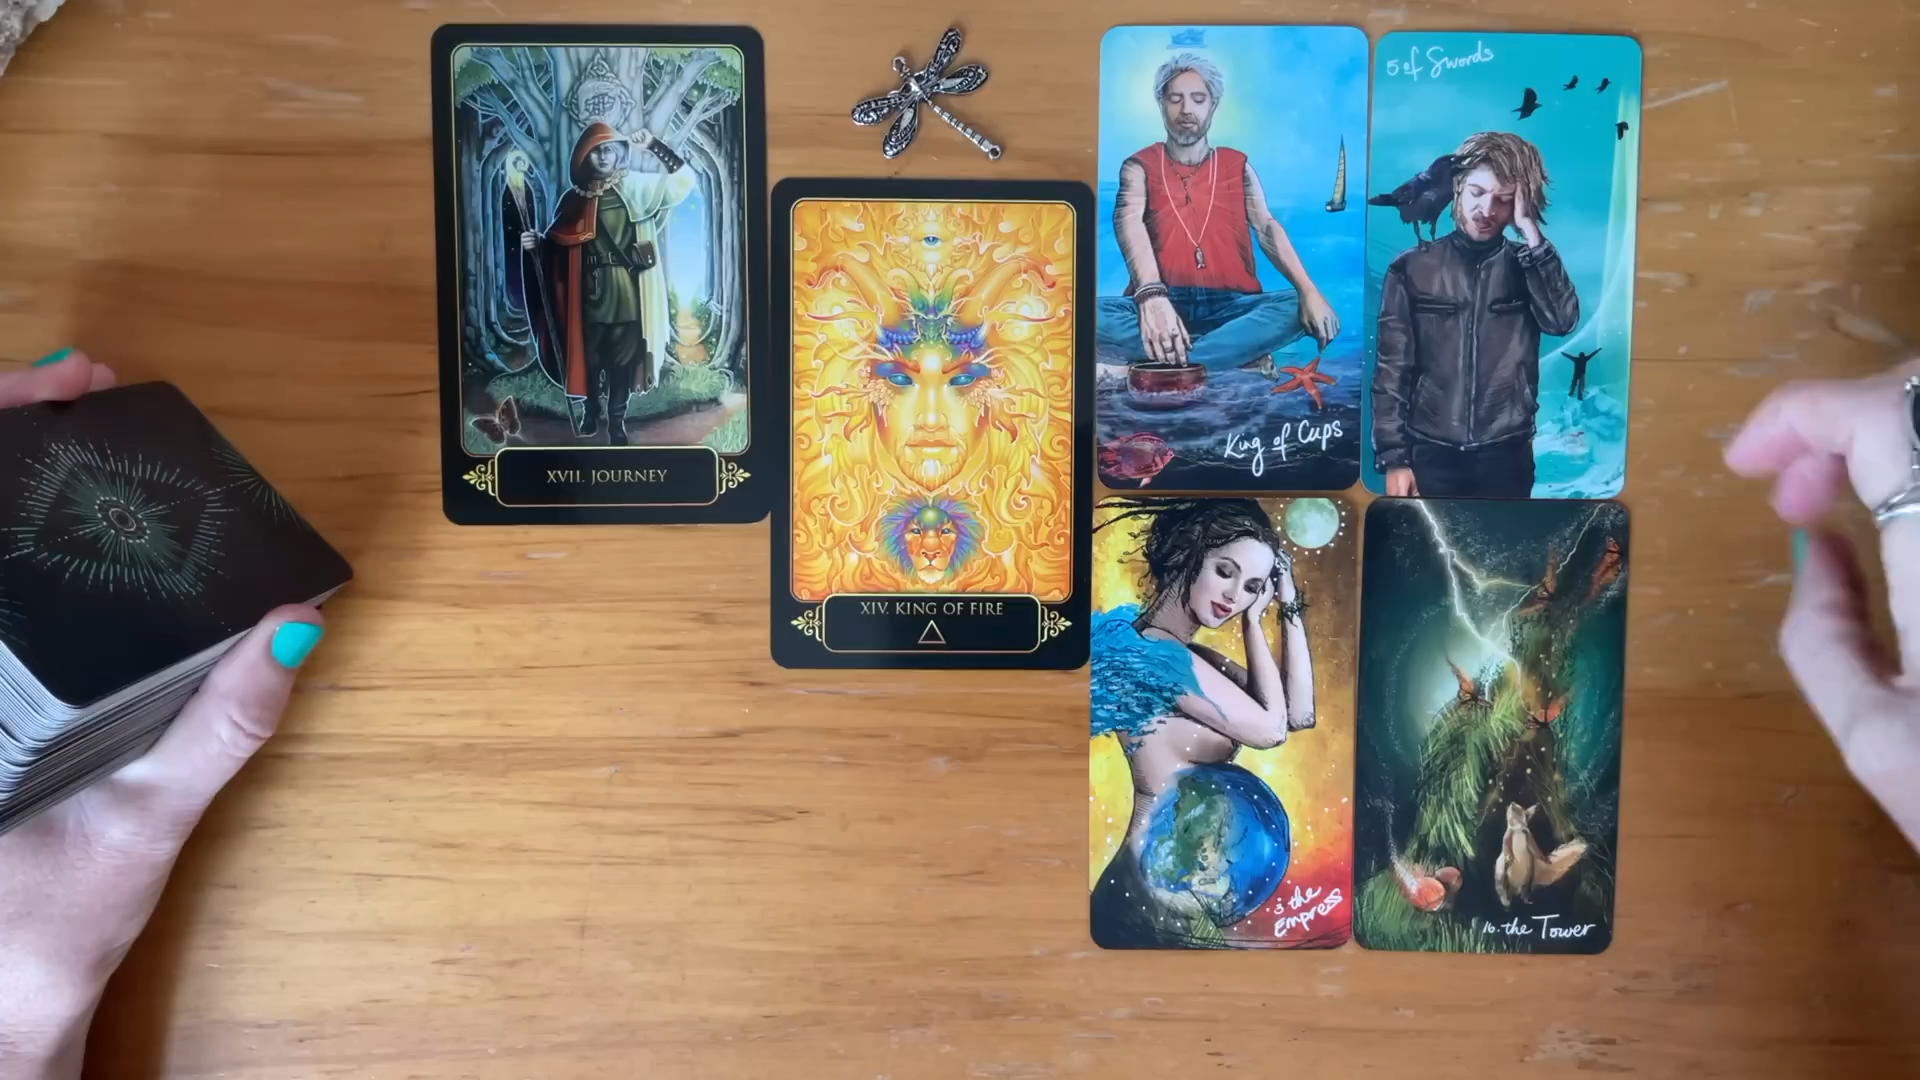 XVII. JOURNEY
XIV. KING OF FIRE
King of Cups
5 of Swords
3 the
Empress
16. the Tower